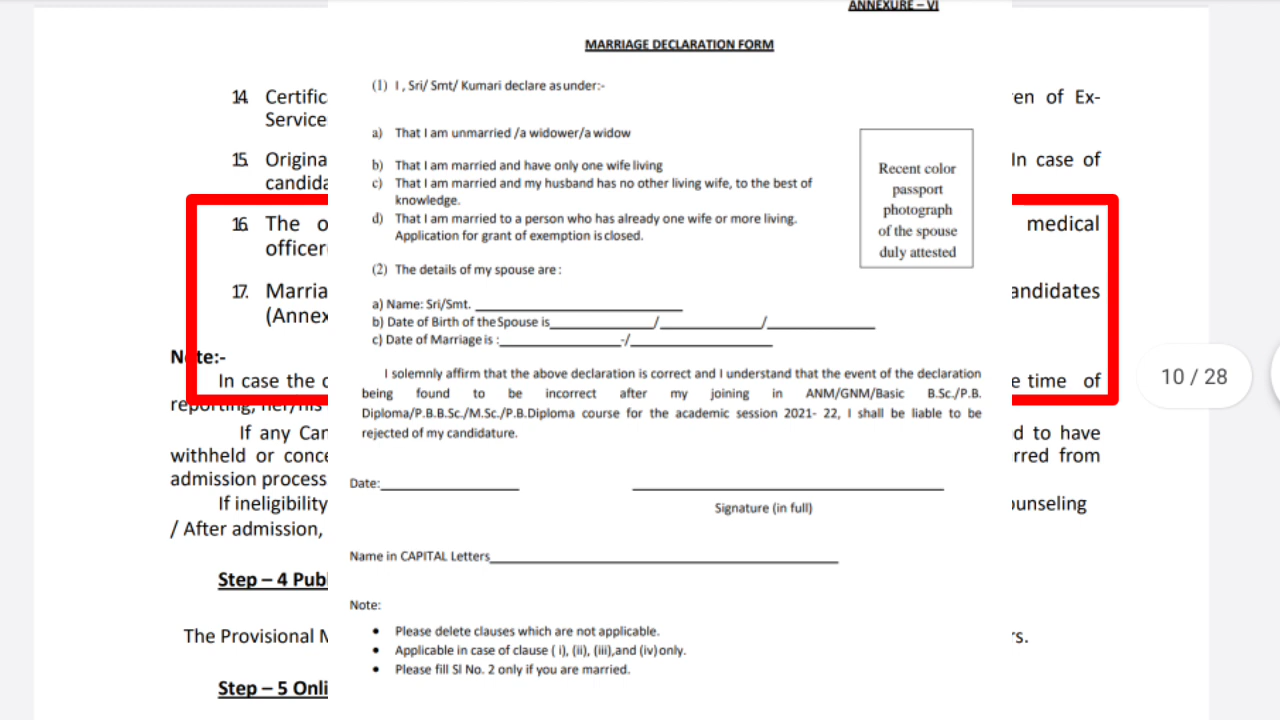 ANNEXURE – VI
MARRIAGE DECLARATION FORM
(1) I , Sri/ Smt/ Kumari declare as under:-
a) That I am unmarried /a widower/a widow
b) That I am married and have only one wife living
c) That I am married and my husband has no other living wife, to the best of
knowledge.
d) That I am married to a person who has already one wife or more living.
Application for grant of exemption is closed.
Recent color
passport
photograph
of the spouse
duly attested
(2) The details of my spouse are :
a) Name: Sri/Smt. ____________
b) Date of Birth of the Spouse is____________/____________/____________
c) Date of Marriage is :____________-/____________
I solemnly affirm that the above declaration is correct and I understand that the event of the declaration
being found to be incorrect after my joining in ANM/GNM/Basic B.Sc./P.B.
Diploma/P.B.B.Sc./M.Sc./P.B.Diploma course for the academic session 2021- 22, I shall be liable to be
rejected of my candidature.
Date:____________
Signature (in full)
Name in CAPITAL Letters____________
Note:
• Please delete clauses which are not applicable.
• Applicable in case of clause ( i), (ii), (iii),and (iv) only.
• Please fill Sl No. 2 only if you are married.
14. Certific
en of Ex-
Service
15. Origina
In case of
candida
16. The o
medical
officer
17. Marria
andidates
(Annex
Note:-
In case the c
e time of
reporting, her/his
If any Can
d to have
withheld or conce
rred from
admission process
If ineligibility
ounseling
/ After admission,
Step – 4 Publ
The Provisional M
rs.
Step – 5 Onli
10 / 28